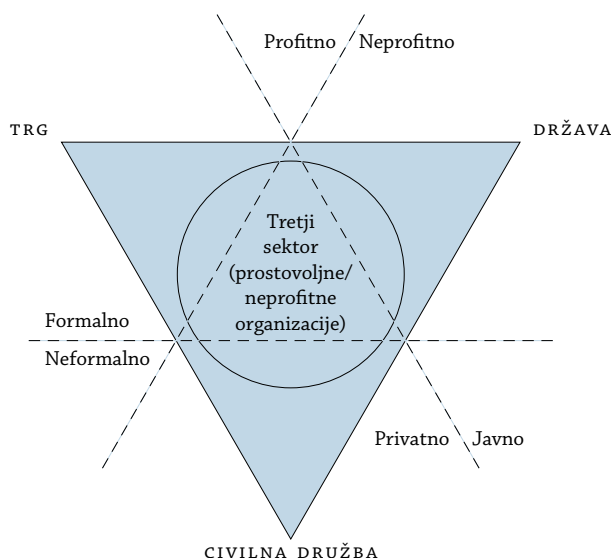 Profitno
Neprofitno
TRG
DRŽAVA
Tretji
sektor
(prostovoljne/
neprofitne
organizacije)
Formalno
Neformalno
Privatno
Javno
CIVILNA DRUŽBA